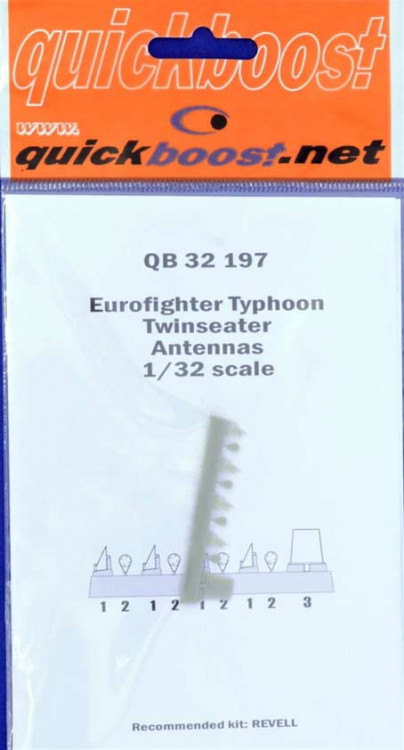 quickboost
www.
quickboost.net
QB 32 197
Eurofighter Typhoon
Twinseater
Antennas
1/32 scale
1 2 1 2 1 2 1 2 3
Recommended kit: REVELL